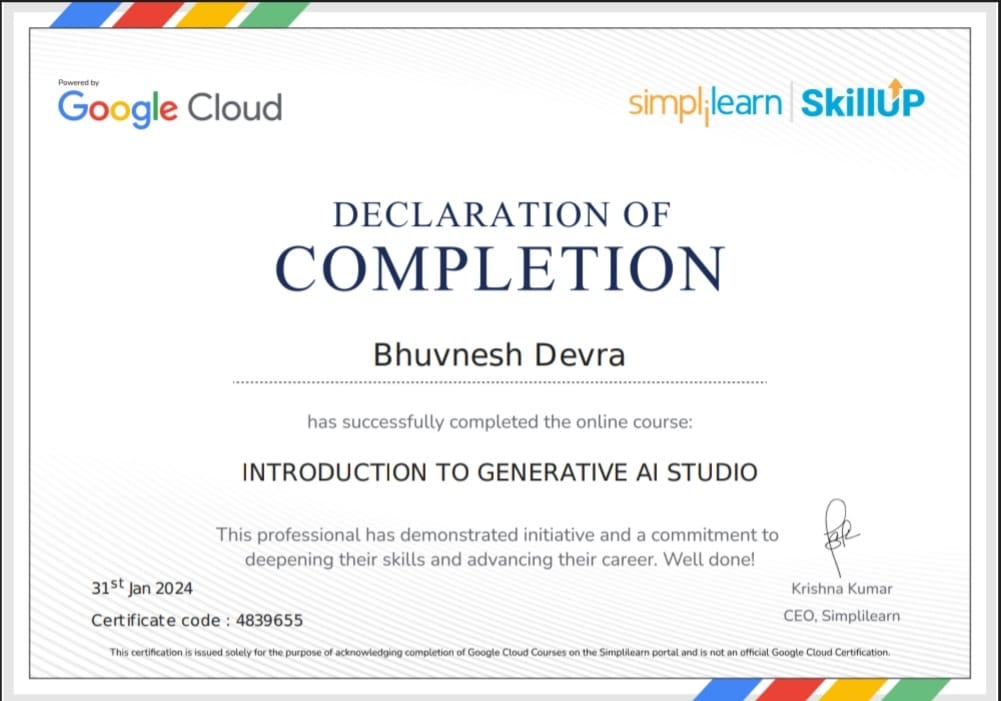 Powered by
Google Cloud
simplilearn | SkillUP
DECLARATION OF
COMPLETION
Bhuvnesh Devra
has successfully completed the online course:
INTRODUCTION TO GENERATIVE AI STUDIO
This professional has demonstrated initiative and a commitment to
deepening their skills and advancing their career. Well done!
31st Jan 2024
Krishna Kumar
Certificate code : 4839655
CEO, Simplilearn
This certification is issued solely for the purpose of acknowledging completion of Google Cloud Courses on the Simplilearn portal and is not an official Google Cloud Certification.